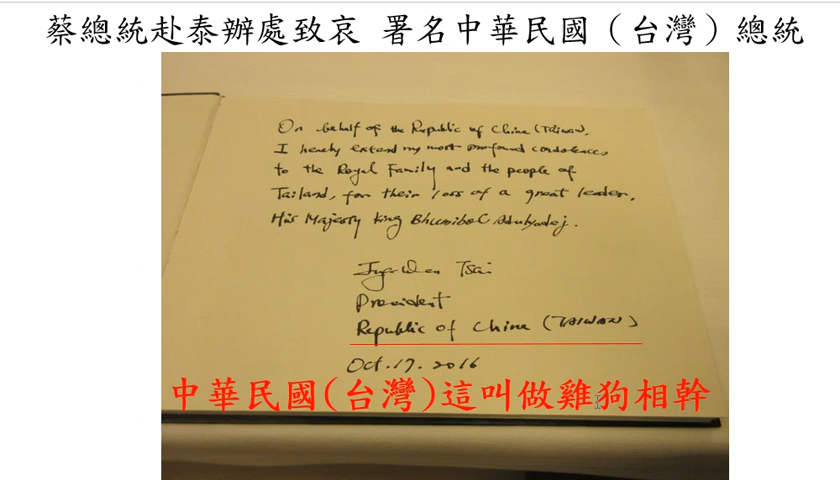 蔡總統赴泰辦處致哀 署名中華民國（台灣）總統
On behalf of the Republic of China (Taiwan),
I hereby extend my most profound condolences
to the Royal Family and the people of
Tailand, for their loss of a great leader,
His Majesty King Bhumibol Adulyadej.
Ing-wen Tsai
President
Republic of China (TAIWAN)
Oct. 17. 2016
中華民國(台灣)這叫做雞狗相幹